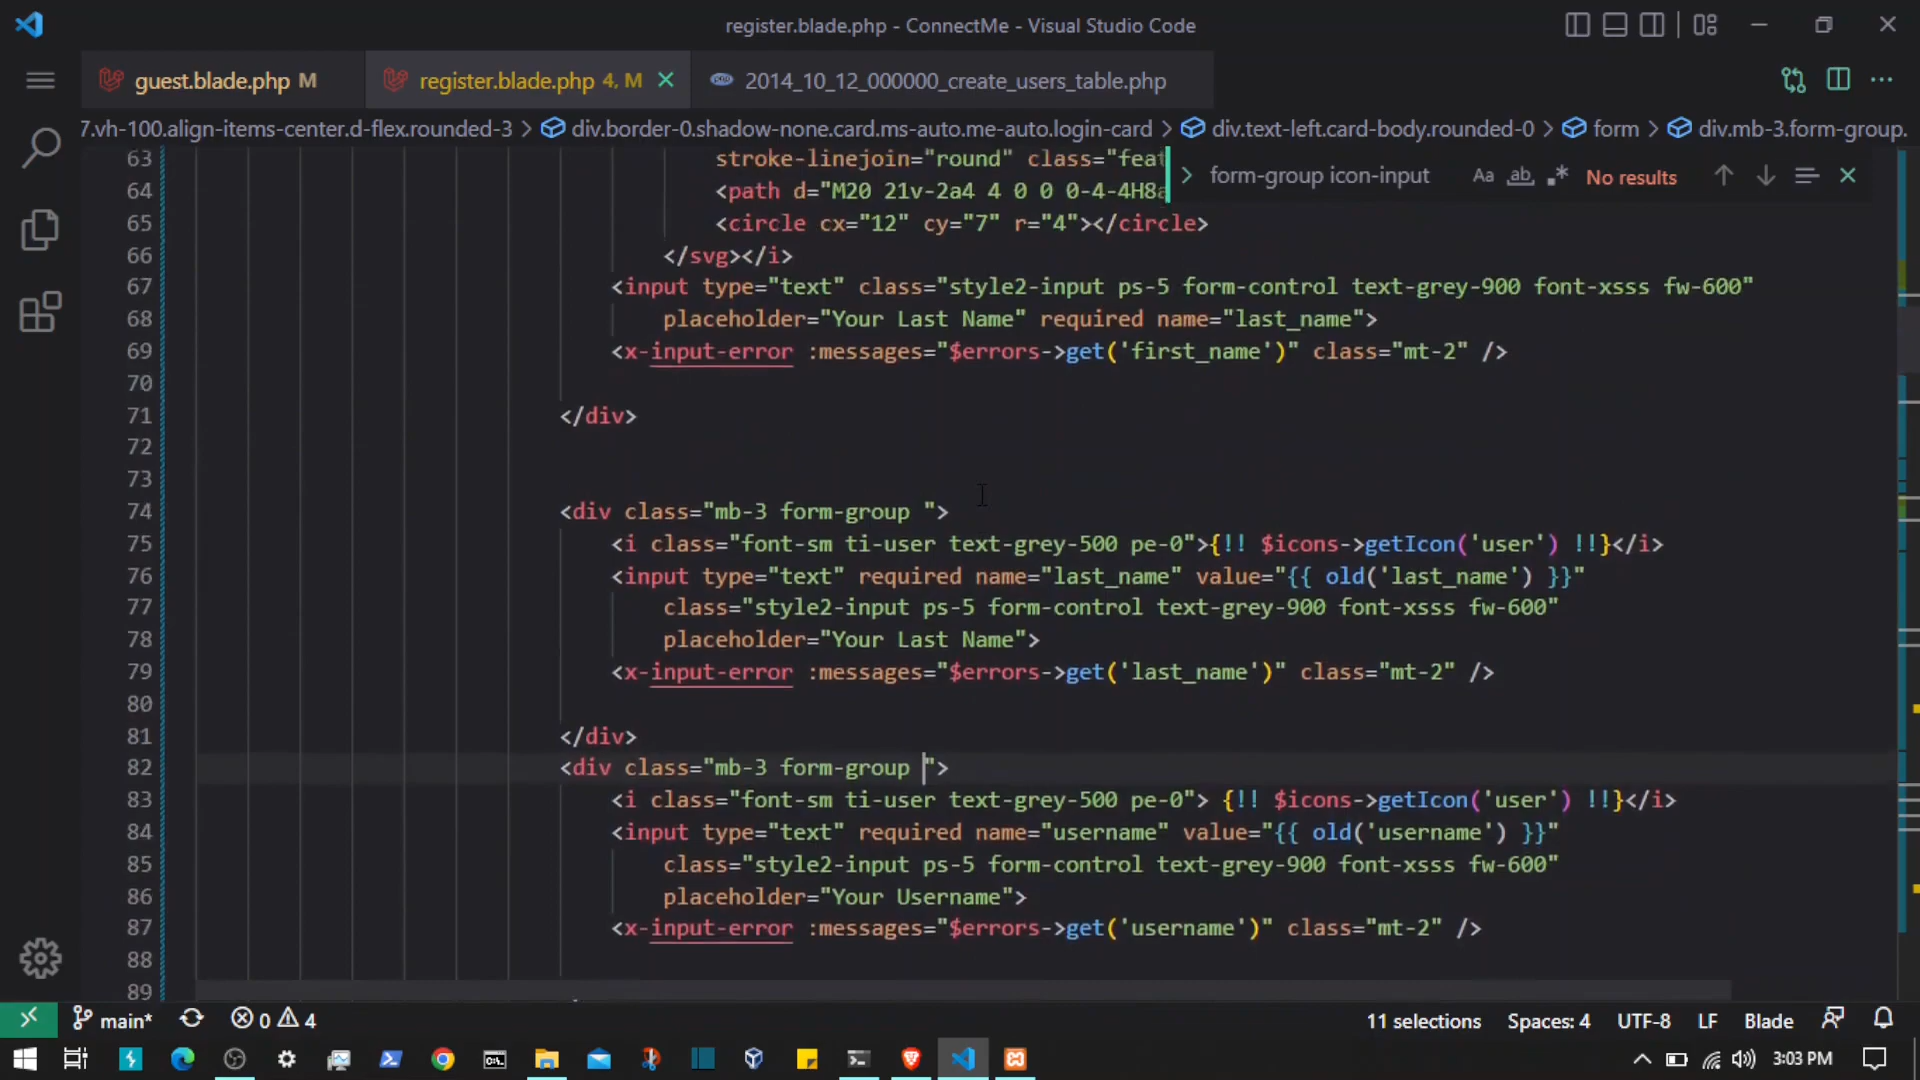 register.blade.php - ConnectMe - Visual Studio Code
guest.blade.php M
register.blade.php 4, M
2014_10_12_000000_create_users_table.php
7.vh-100.align-items-center.d-flex.rounded-3 > div.border-0.shadow-none.card.ms-auto.me-auto.login-card > div.text-left.card-body.rounded-0 > form > div.mb-3.form-group.
form-group icon-input Aa ab .* No results
63 stroke-linejoin="round" class="feat
64 <path d="M20 21v-2a4 4 0 0 0-4-4H8a
65 <circle cx="12" cy="7" r="4"></circle>
66 </svg></i>
67 <input type="text" class="style2-input ps-5 form-control text-grey-900 font-xsss fw-600"
68 placeholder="Your Last Name" required name="last_name">
69 <x-input-error :messages="$errors->get('first_name')" class="mt-2" />
70
71 </div>
72
73
74 <div class="mb-3 form-group ">
75 <i class="font-sm ti-user text-grey-500 pe-0">{!! $icons->getIcon('user') !!}</i>
76 <input type="text" required name="last_name" value="{{ old('last_name') }}"
77 class="style2-input ps-5 form-control text-grey-900 font-xsss fw-600"
78 placeholder="Your Last Name">
79 <x-input-error :messages="$errors->get('last_name')" class="mt-2" />
80
81 </div>
82 <div class="mb-3 form-group ">
83 <i class="font-sm ti-user text-grey-500 pe-0"> {!! $icons->getIcon('user') !!}</i>
84 <input type="text" required name="username" value="{{ old('username') }}"
85 class="style2-input ps-5 form-control text-grey-900 font-xsss fw-600"
86 placeholder="Your Username">
87 <x-input-error :messages="$errors->get('username')" class="mt-2" />
88
89
main* 0 4 11 selections Spaces: 4 UTF-8 LF Blade
3:03 PM